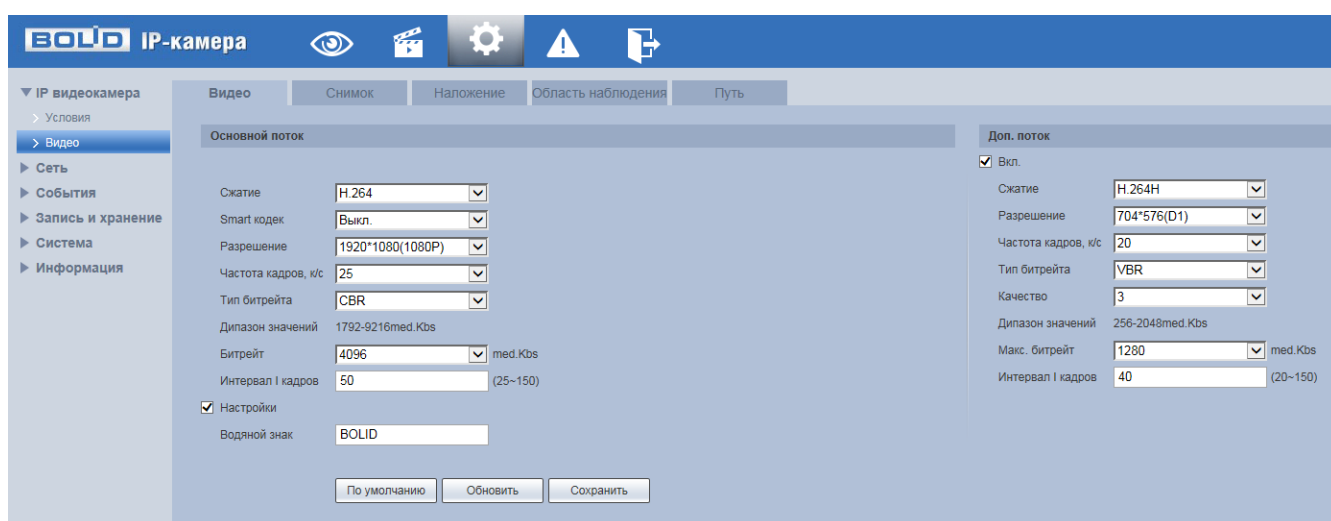 BOLID IP-камера
IP видеокамера
Условия
Видео
Сеть
События
Запись и хранение
Система
Информация
Видео Снимок Наложение Область наблюдения Путь
Основной поток
Сжатие H.264
Smart кодек Выкл.
Разрешение 1920*1080(1080P)
Частота кадров, к/с 25
Тип битрейта CBR
Дипазон значений 1792-9216med.Kbs
Битрейт 4096 med.Kbs
Интервал I кадров 50 (25~150)
Настройки
Водяной знак BOLID
По умолчанию Обновить Сохранить
Доп. поток
Вкл.
Сжатие H.264H
Разрешение 704*576(D1)
Частота кадров, к/с 20
Тип битрейта VBR
Качество 3
Дипазон значений 256-2048med.Kbs
Макс. битрейт 1280 med.Kbs
Интервал I кадров 40 (20~150)